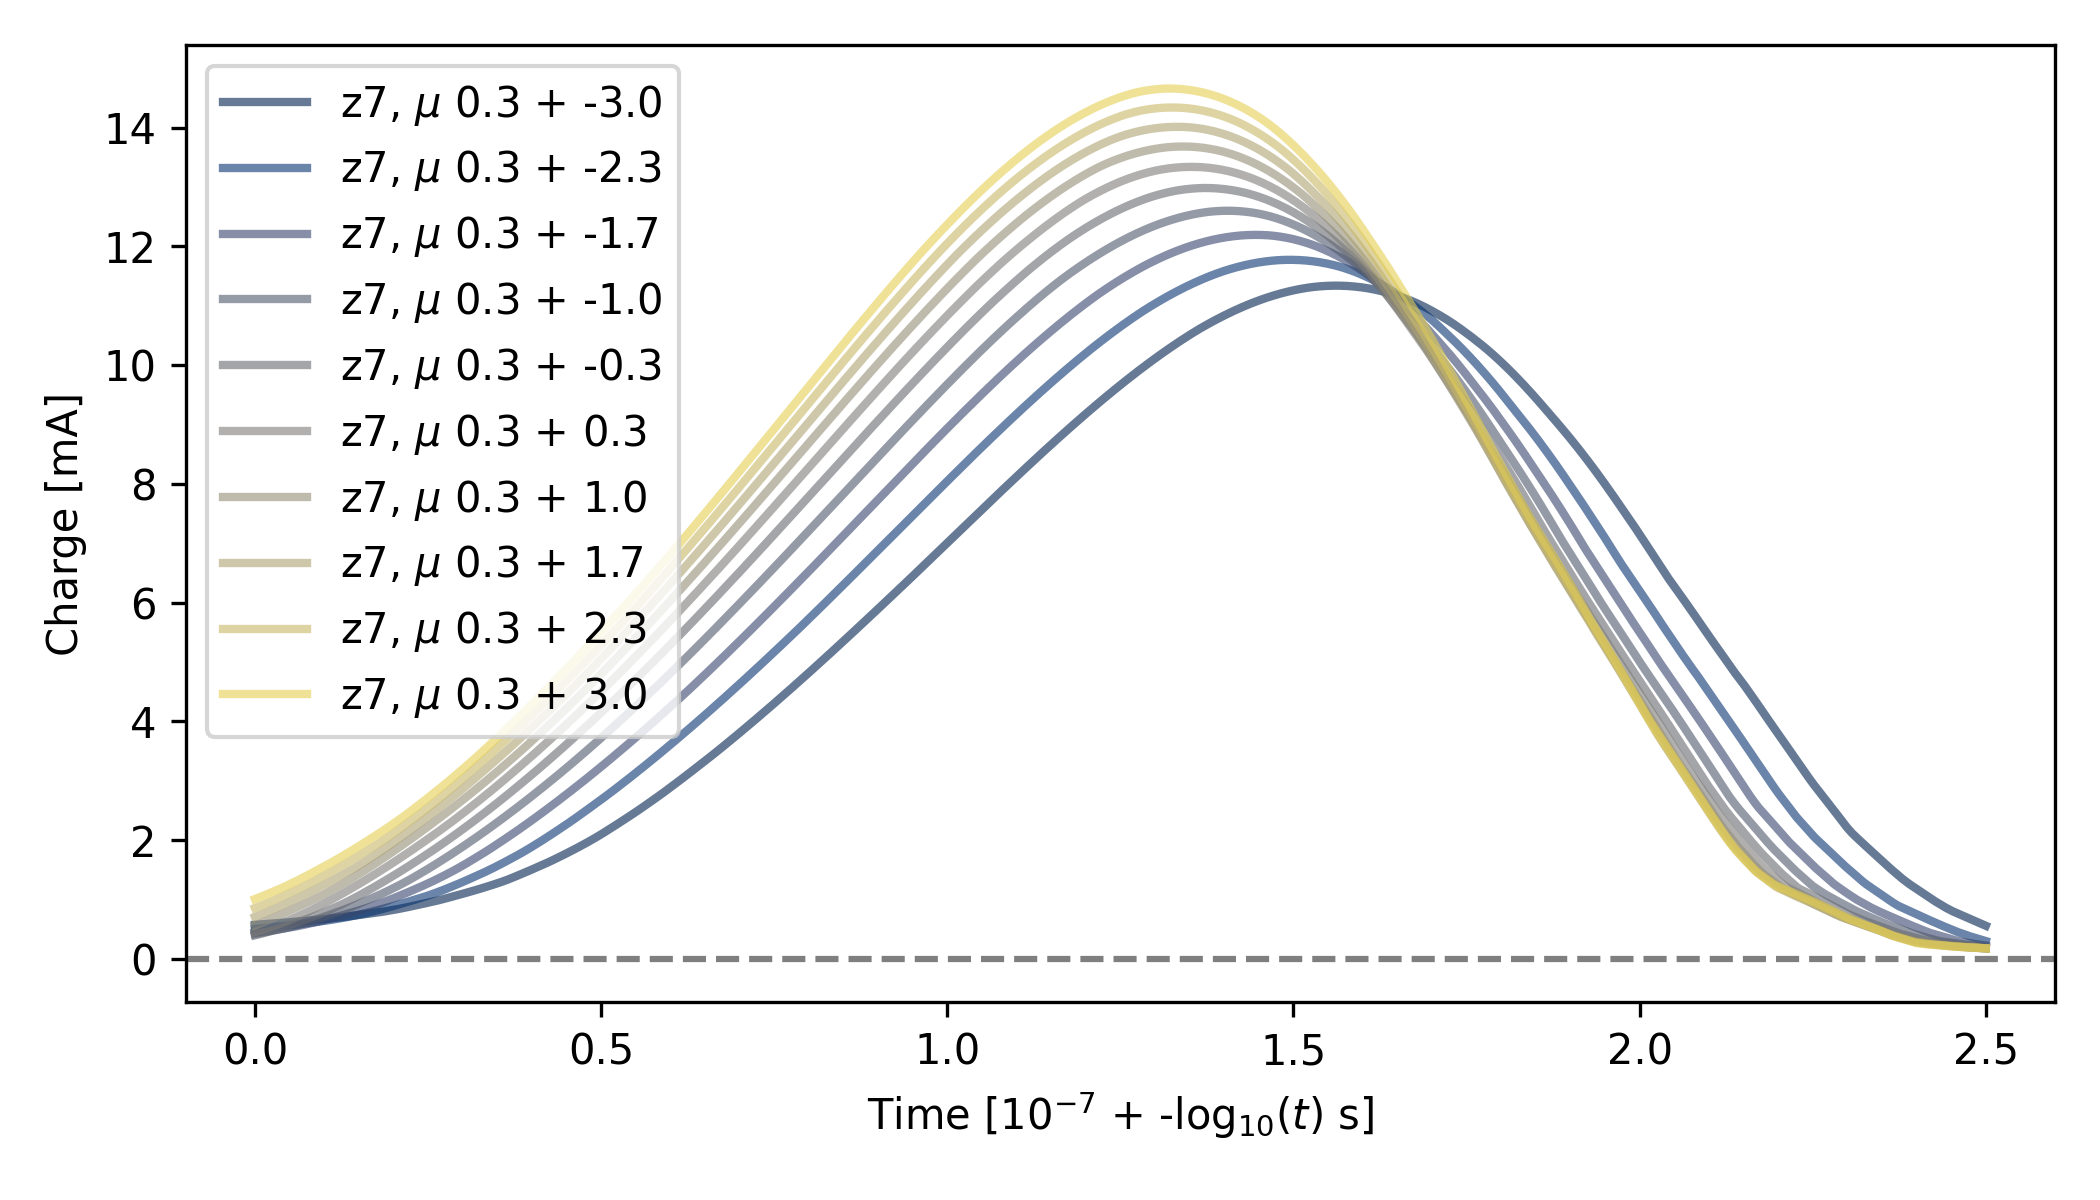 z7, μ 0.3 + -3.0
z7, μ 0.3 + -2.3
z7, μ 0.3 + -1.7
z7, μ 0.3 + -1.0
z7, μ 0.3 + -0.3
z7, μ 0.3 + 0.3
z7, μ 0.3 + 1.0
z7, μ 0.3 + 1.7
z7, μ 0.3 + 2.3
z7, μ 0.3 + 3.0
Charge [mA]
14
12
10
8
6
4
2
0
0.0 0.5 1.0 1.5 2.0 2.5
Time [10⁻⁷ + -log₁₀(t) s]